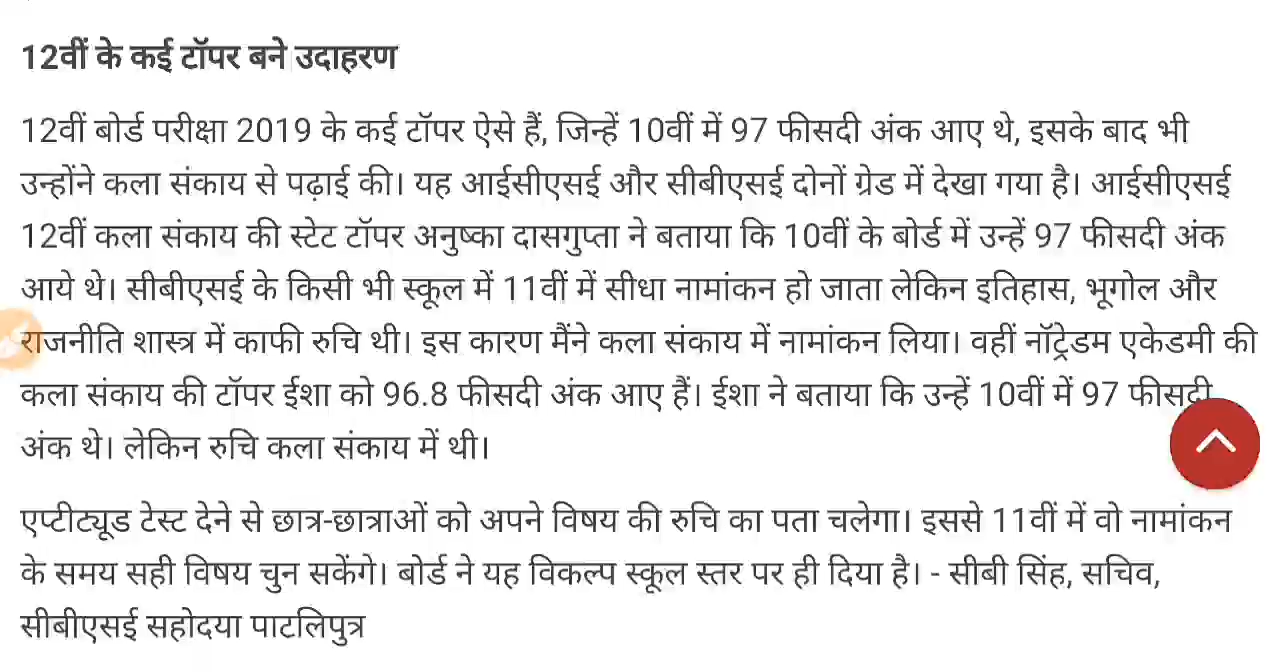 12वीं के कई टॉपर बने उदाहरण
12वीं बोर्ड परीक्षा 2019 के कई टॉपर ऐसे हैं, जिन्हें 10वीं में 97 फीसदी अंक आए थे, इसके बाद भी
उन्होंने कला संकाय से पढ़ाई की। यह आईसीएसई और सीबीएसई दोनों ग्रेड में देखा गया है। आईसीएसई
12वीं कला संकाय की स्टेट टॉपर अनुष्का दासगुप्ता ने बताया कि 10वीं के बोर्ड में उन्हें 97 फीसदी अंक
आये थे। सीबीएसई के किसी भी स्कूल में 11वीं में सीधा नामांकन हो जाता लेकिन इतिहास, भूगोल और
राजनीति शास्त्र में काफी रुचि थी। इस कारण मैंने कला संकाय में नामांकन लिया। वहीं नॉट्रेडम एकेडमी की
कला संकाय की टॉपर ईशा को 96.8 फीसदी अंक आए हैं। ईशा ने बताया कि उन्हें 10वीं में 97 फीसदी
अंक थे। लेकिन रुचि कला संकाय में थी।
एप्टीट्यूड टेस्ट देने से छात्र-छात्राओं को अपने विषय की रुचि का पता चलेगा। इससे 11वीं में वो नामांकन
के समय सही विषय चुन सकेंगे। बोर्ड ने यह विकल्प स्कूल स्तर पर ही दिया है। - सीबी सिंह, सचिव,
सीबीएसई सहोदया पाटलिपुत्र